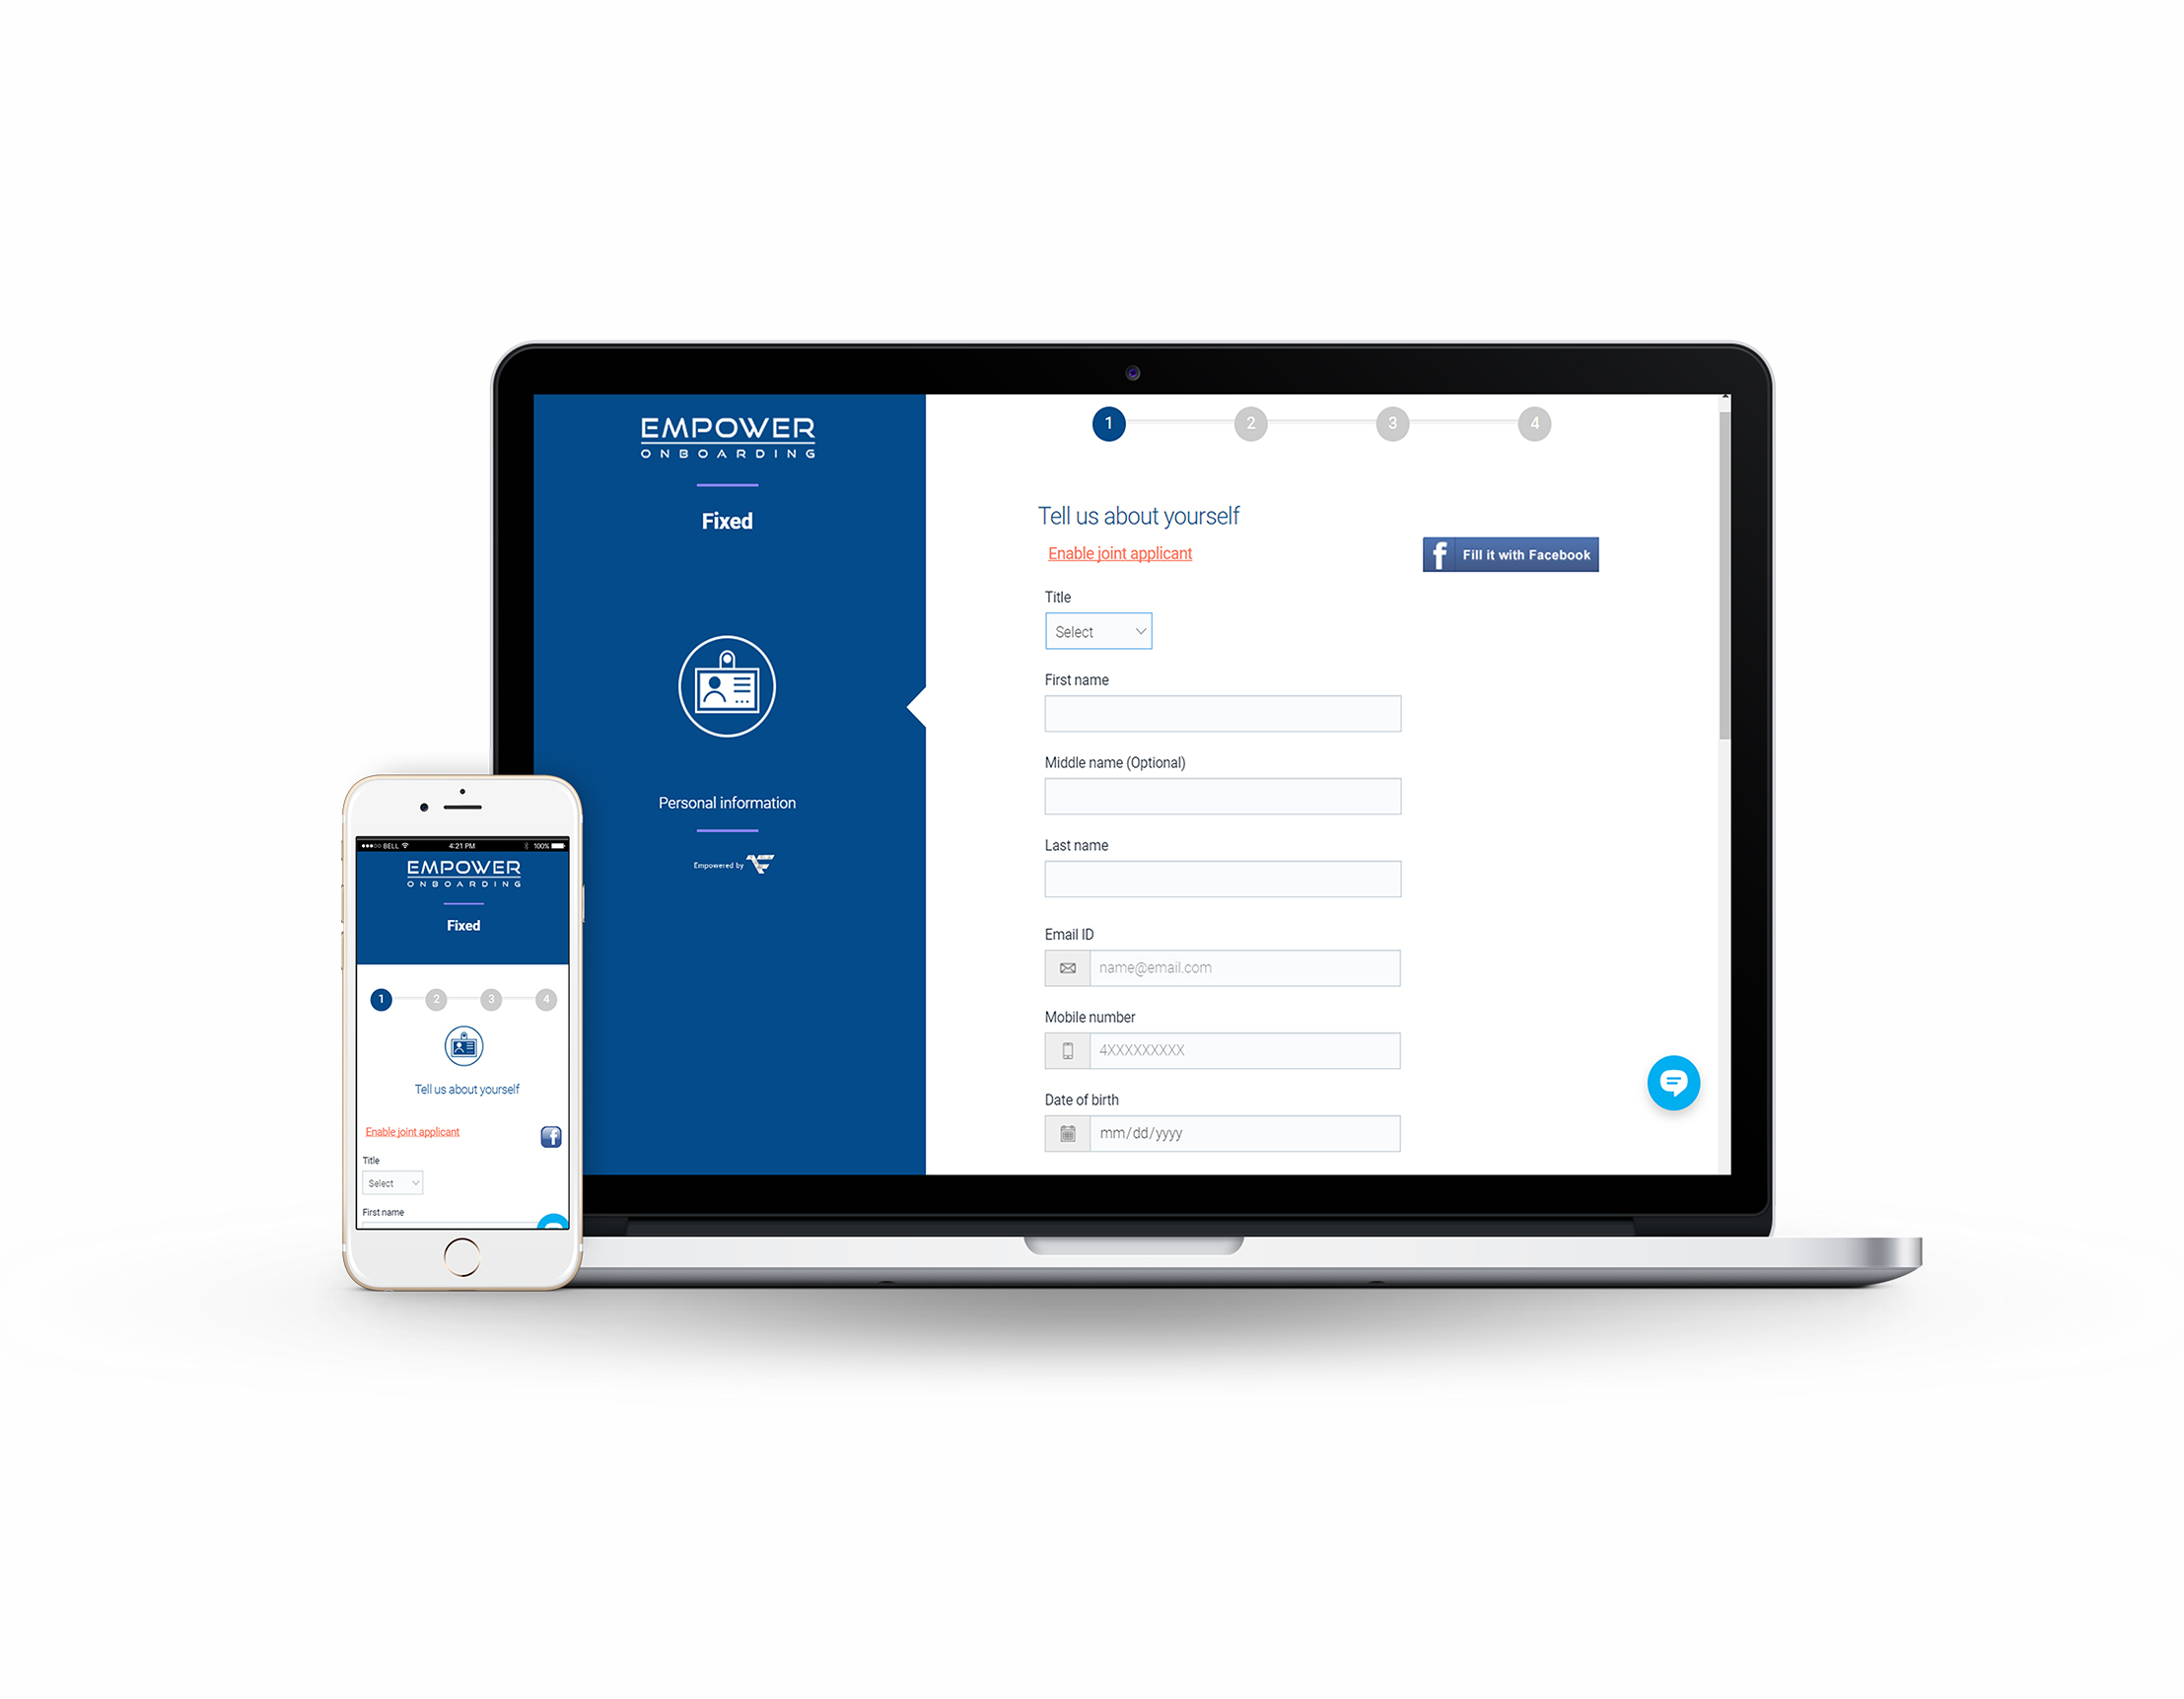 EMPOWER
ONBOARDING
Fixed
Personal information
Empowered by
1 2 3 4
Tell us about yourself
Enable joint applicant
f Fill it with Facebook
Title
Select
First name
Middle name (Optional)
Last name
Email ID
name@email.com
Mobile number
4XXXXXXXXX
Date of birth
mm/dd/yyyy
BELL 4:21 PM 100%
EMPOWER
ONBOARDING
Fixed
1 2 3 4
Tell us about yourself
Enable joint applicant
f
Title
Select
First name